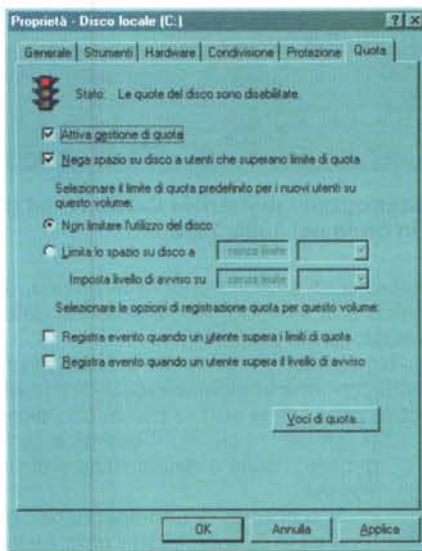 Proprietà - Disco locale (C:)
Generale Strumenti Hardware Condivisione Protezione Quota
Stato: Le quote del disco sono disabilitate.
Attiva gestione di quota
Nega spazio su disco a utenti che superano limite di quota
Selezionare il limite di quota predefinito per i nuovi utenti su
questo volume:
Non limitare l'utilizzo del disco
Limita lo spazio su disco a senza limite
Imposta livello di avviso su senza limite
Selezionare le opzioni di registrazione quota per questo volume:
Registra evento quando un utente supera i limiti di quota
Registra evento quando un utente supera il livello di avviso
Voci di quota...
OK Annulla Applica